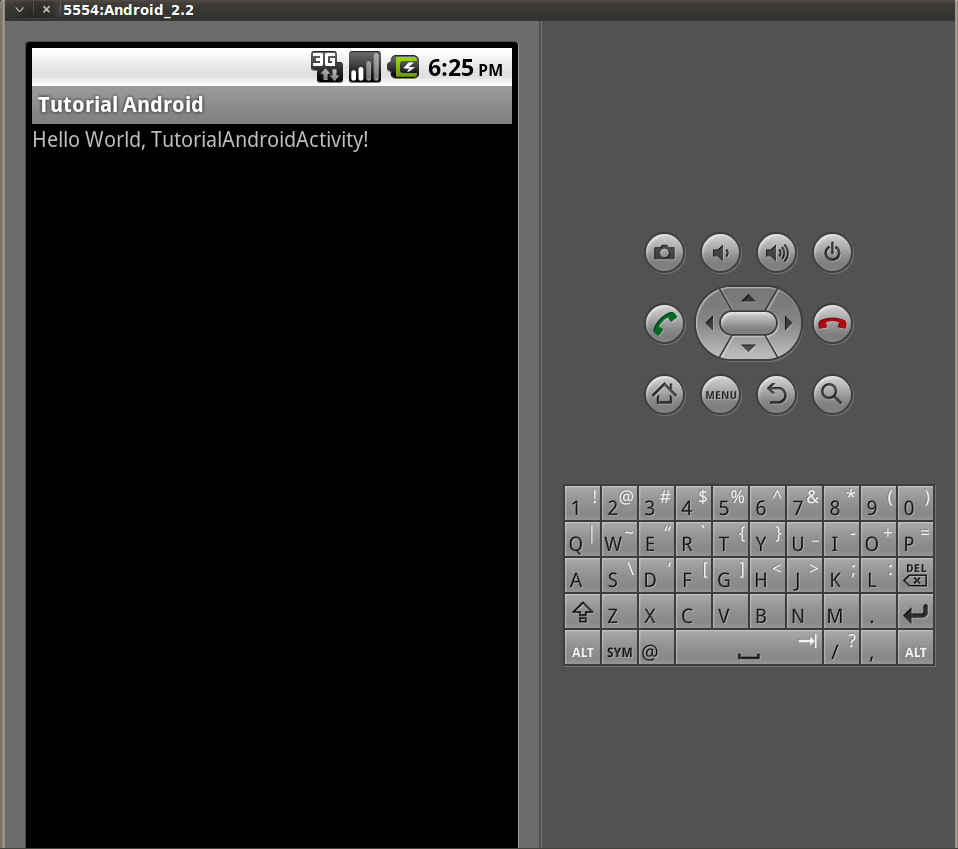 5554:Android_2.2
3G 6:25 PM
Tutorial Android
Hello World, TutorialAndroidActivity!
MENU
1 ! 2 @ 3 # 4 $ 5 % 6 ^ 7 & 8 * 9 ( 0 )
Q | W ~ E “ R ` T { Y } U _ I - O + P =
A S \ D ‘ F [ G ] H < J > K ; L : DEL
Z X C V B N M .
ALT SYM @ / ? , ALT